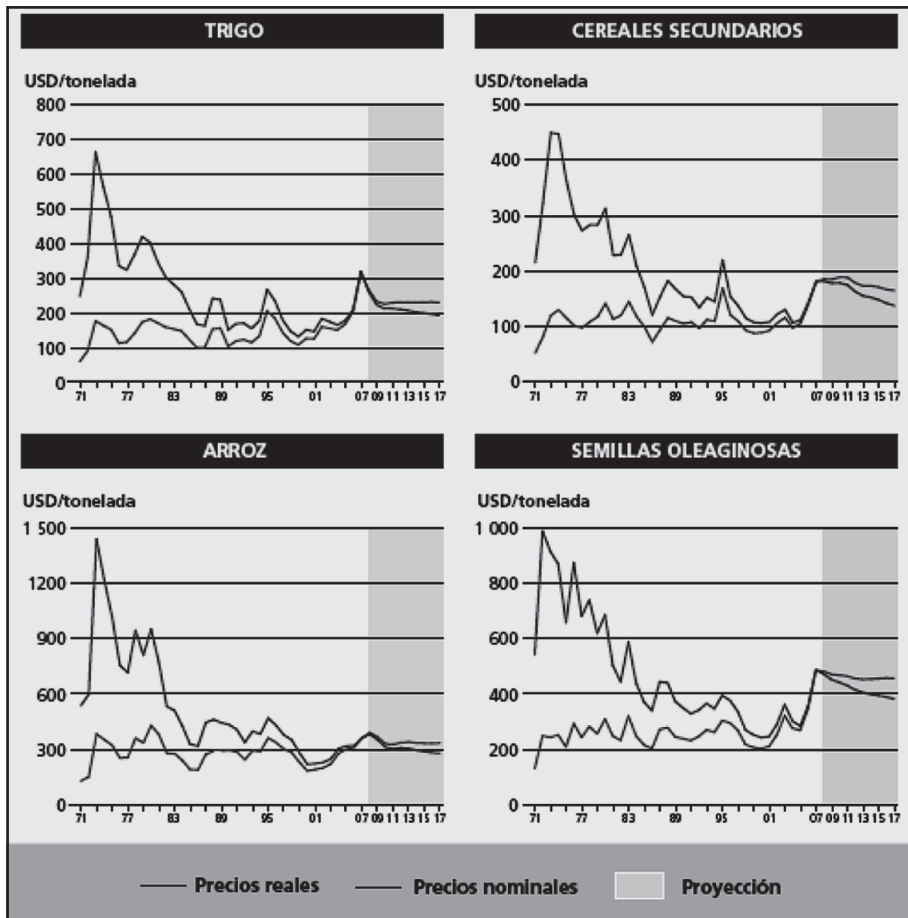 TRIGO
USD/tonelada
800
700
600
500
400
300
200
100
0
71 77 83 89 95 01 07 09 11 13 15 17
CEREALES SECUNDARIOS
USD/tonelada
500
400
300
200
100
0
71 77 83 89 95 01 07 09 11 13 15 17
ARROZ
USD/tonelada
1 500
1200
900
600
300
0
71 77 83 89 95 01 07 09 11 13 15 17
SEMILLAS OLEAGINOSAS
USD/tonelada
1 000
800
600
400
200
0
71 77 83 89 95 01 07 09 11 13 15 17
Precios reales Precios nominales Proyección